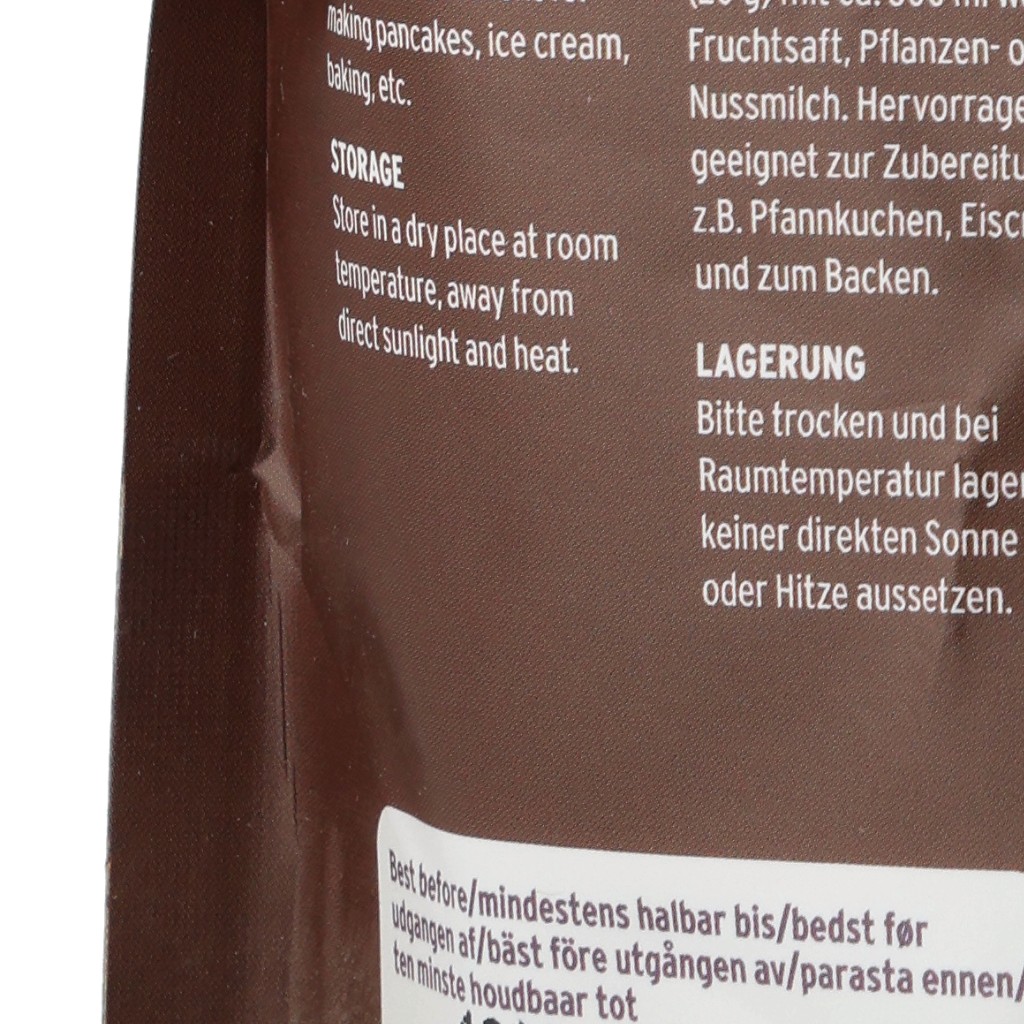 making pancakes, ice cream,
baking, etc.
STORAGE
Store in a dry place at room
temperature, away from
direct sunlight and heat.
Fruchtsaft, Pflanzen-
Nussmilch.
geeignet zur
z.B. Pfannkuchen,
und zum Backen.
LAGERUNG
Bitte trocken und bei
Raumtemperatur
keiner direkten Sonne
oder Hitze aussetzen.
Best before/mindestens halbar bis/bedst før
udgangen af/bäst före utgången av/parasta ennen/
ten minste houdbaar tot